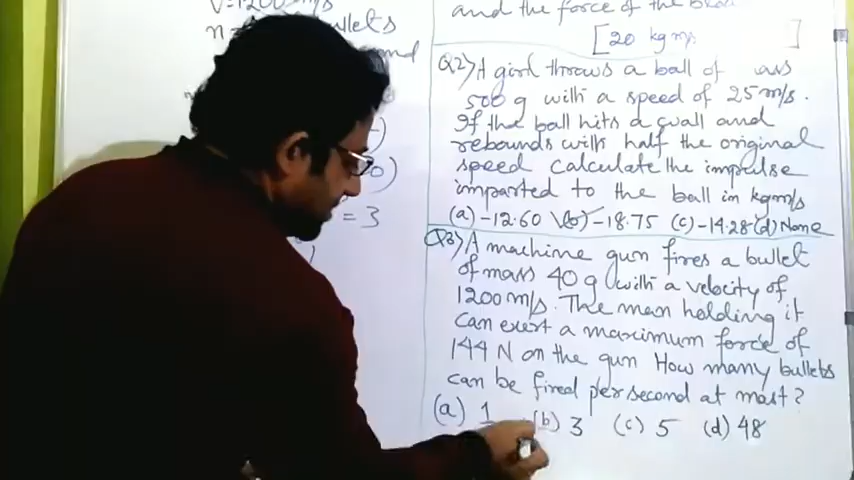 V=1200 m/s
n = bullets
and the force of the
[20 kg m/s ]
Q2> A girl throws a ball of ass
500 g with a speed of 25 m/s.
If the ball hits a wall and
rebounds with half the original
speed calculate the impulse
imparted to the ball in kgm/s
(a) -12.60 (b) -18.75 (c) -14.28 (d) None
= 3
Q3> A machine gun fires a bullet
of mass 40 g with a velocity of
1200 m/s. The man holding it
can exert a maximum force of
144 N on the gun How many bullets
can be fired per second at most?
(a) 1 (b) 3 (c) 5 (d) 48